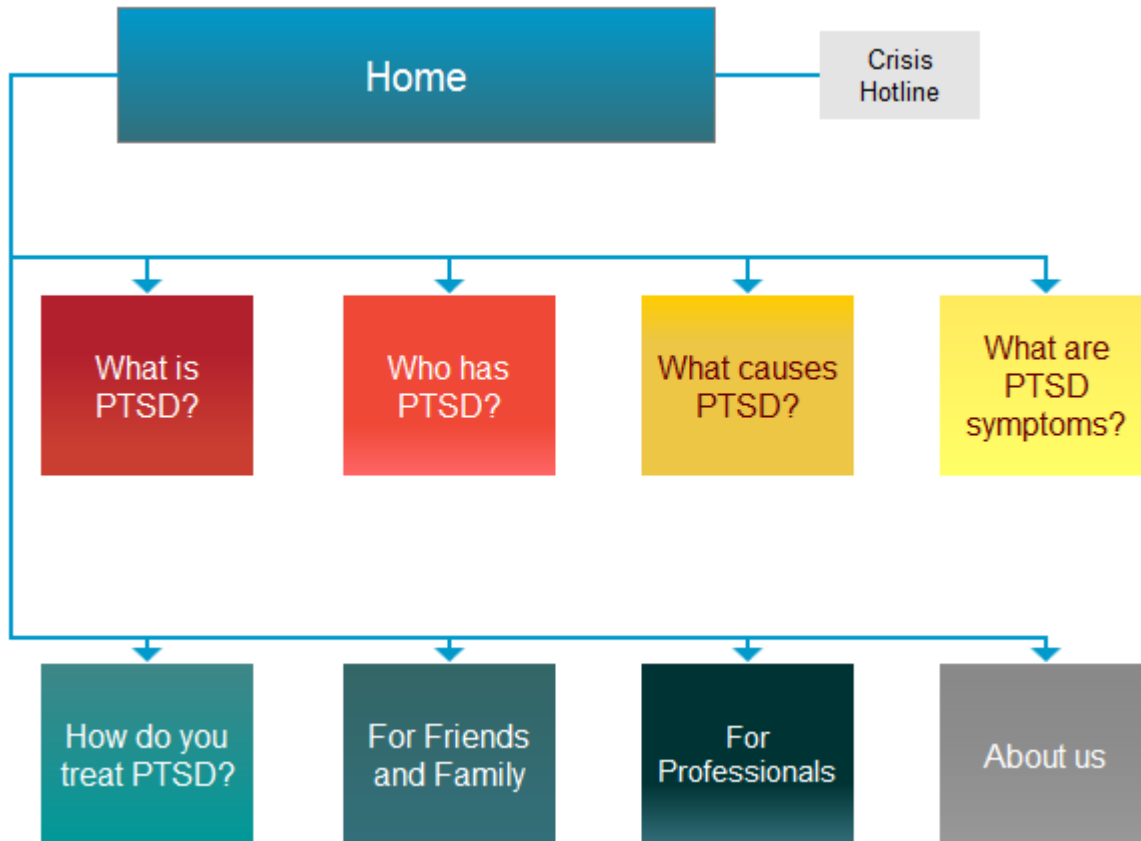 Home
Crisis
Hotline
What is
PTSD?
Who has
PTSD?
What causes
PTSD?
What are
PTSD
symptoms?
How do you
treat PTSD?
For Friends
and Family
For
Professionals
About us